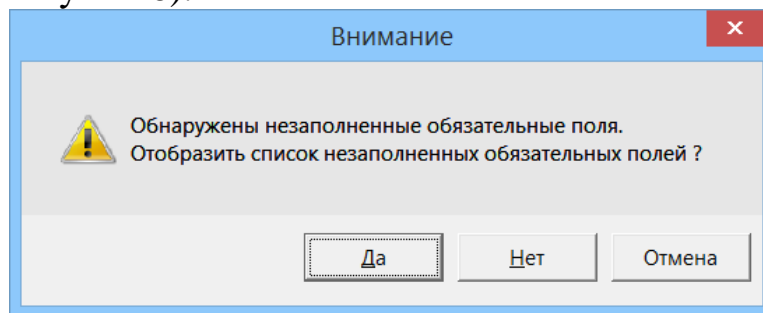 Внимание
Обнаружены незаполненные обязательные поля.
Отобразить список незаполненных обязательных полей ?
Да
Нет
Отмена